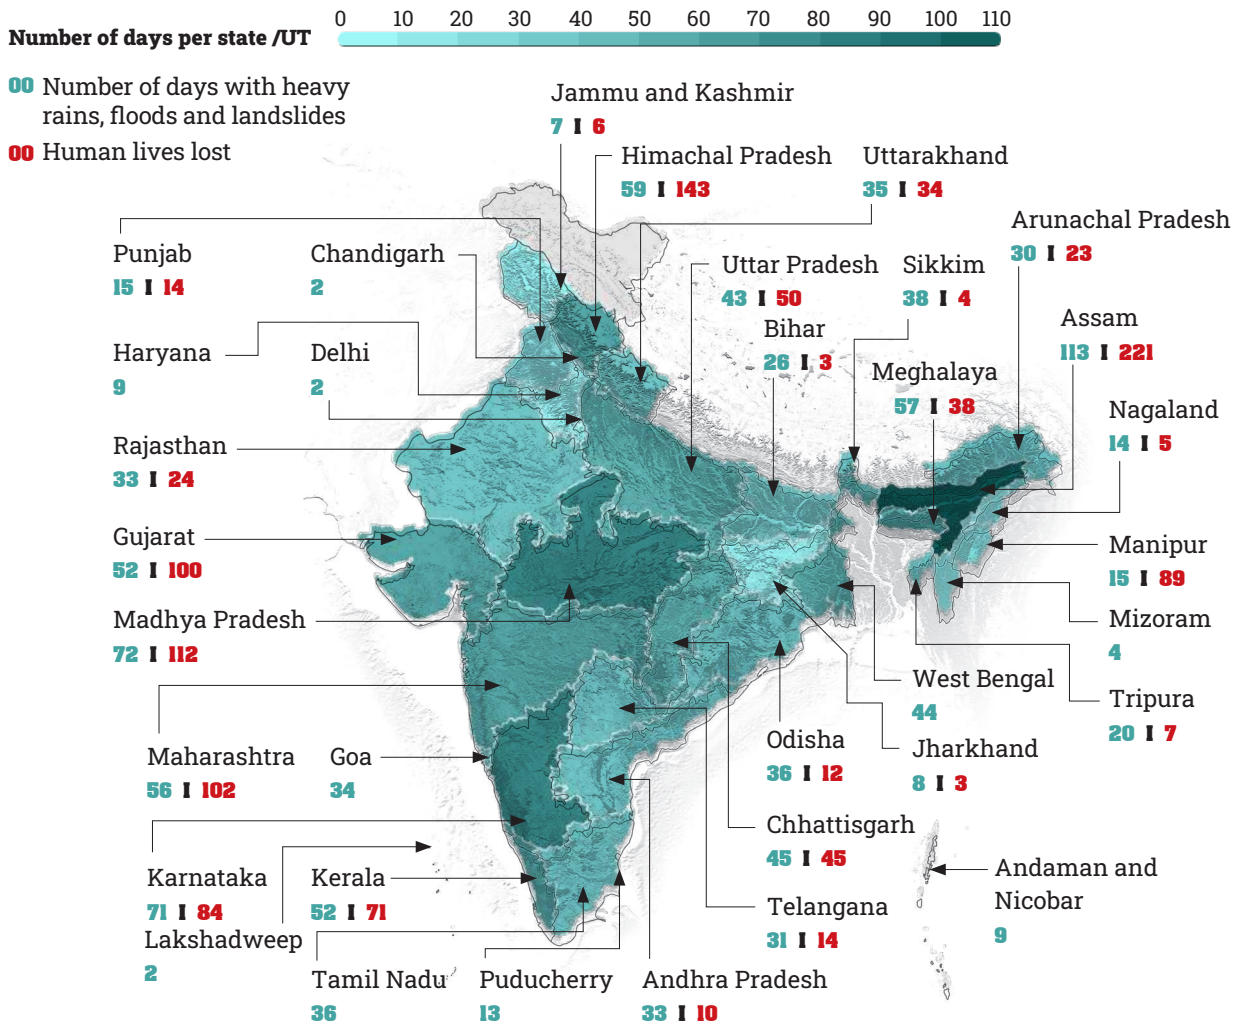 0 10 20 30 40 50 60 70 80 90 100 110
Number of days per state /UT
00 Number of days with heavy
rains, floods and landslides
00 Human lives lost
Jammu and Kashmir
7 I 6
Himachal Pradesh
59 I 143
Uttarakhand
35 I 34
Arunachal Pradesh
30 I 23
Punjab
15 I 14
Chandigarh
2
Uttar Pradesh
43 I 50
Sikkim
38 I 4
Bihar
26 I 3
Assam
113 I 221
Haryana
9
Delhi
2
Meghalaya
57 I 38
Nagaland
14 I 5
Rajasthan
33 I 24
Gujarat
52 I 100
Manipur
15 I 89
Madhya Pradesh
72 I 112
Mizoram
4
West Bengal
44
Tripura
20 I 7
Maharashtra
56 I 102
Goa
34
Odisha
36 I 12
Jharkhand
8 I 3
Chhattisgarh
45 I 45
Karnataka
71 I 84
Kerala
52 I 71
Andaman and
Nicobar
9
Telangana
31 I 14
Lakshadweep
2
Tamil Nadu
36
Puducherry
13
Andhra Pradesh
33 I 10